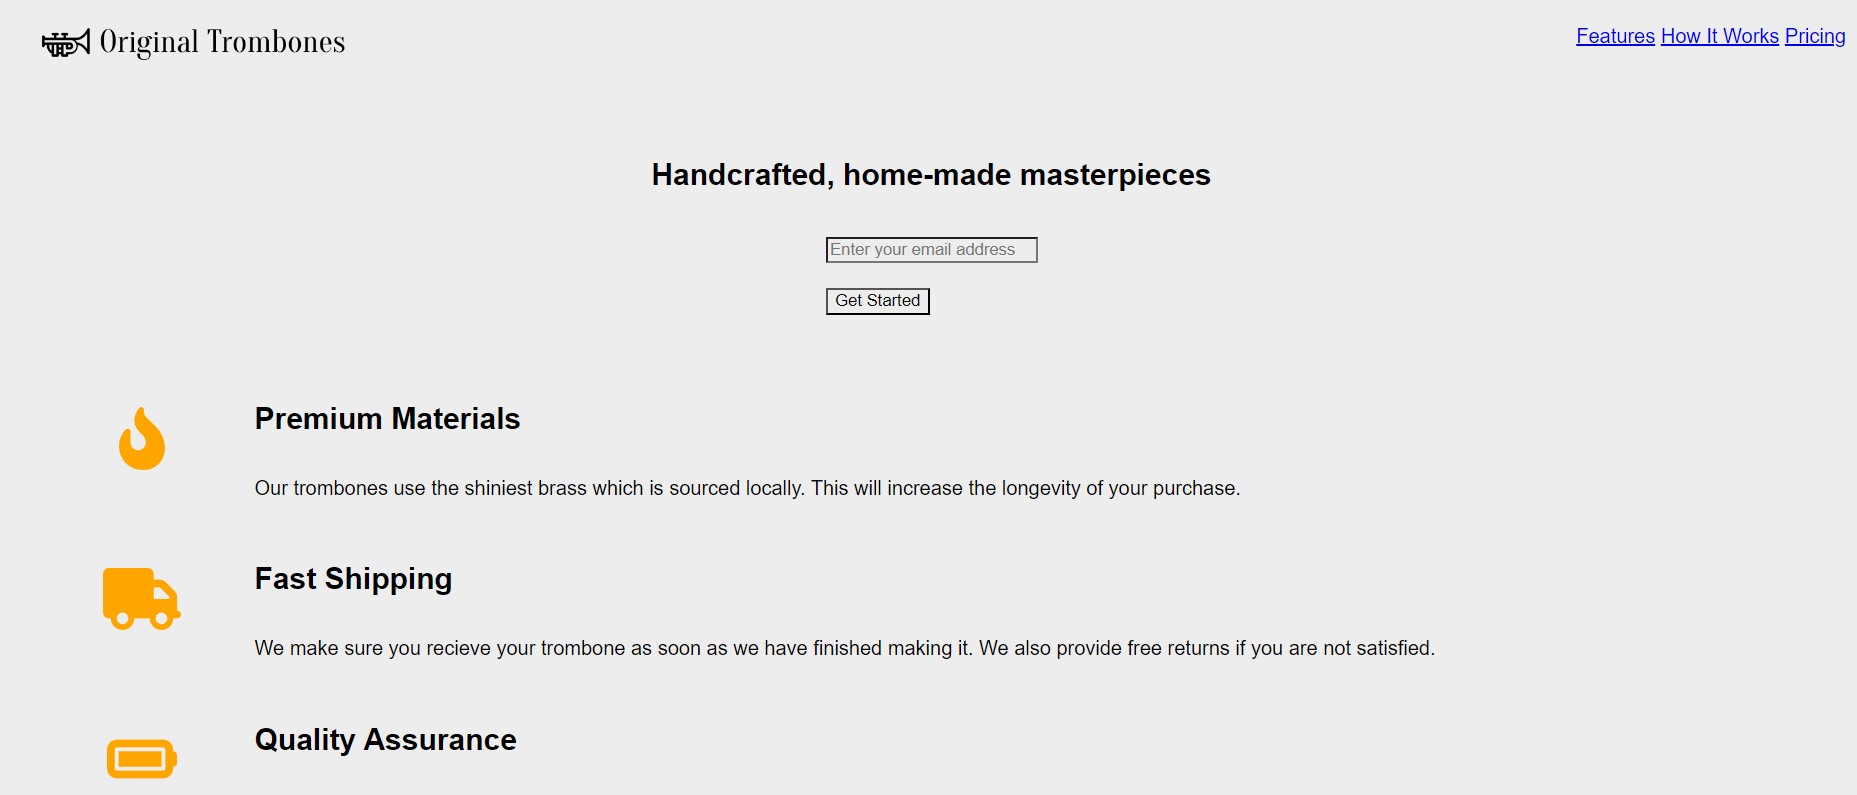 Original Trombones
Features How It Works Pricing
Handcrafted, home-made masterpieces
Enter your email address
Get Started
Premium Materials
Our trombones use the shiniest brass which is sourced locally. This will increase the longevity of your purchase.
Fast Shipping
We make sure you recieve your trombone as soon as we have finished making it. We also provide free returns if you are not satisfied.
Quality Assurance